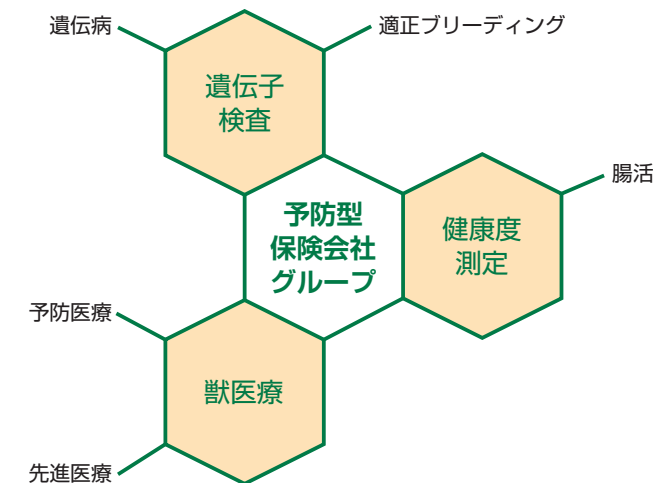 遺伝病
適正ブリーディング
遺伝子
検査
腸活
予防型
保険会社
グループ
健康度
測定
予防医療
獣医療
先進医療